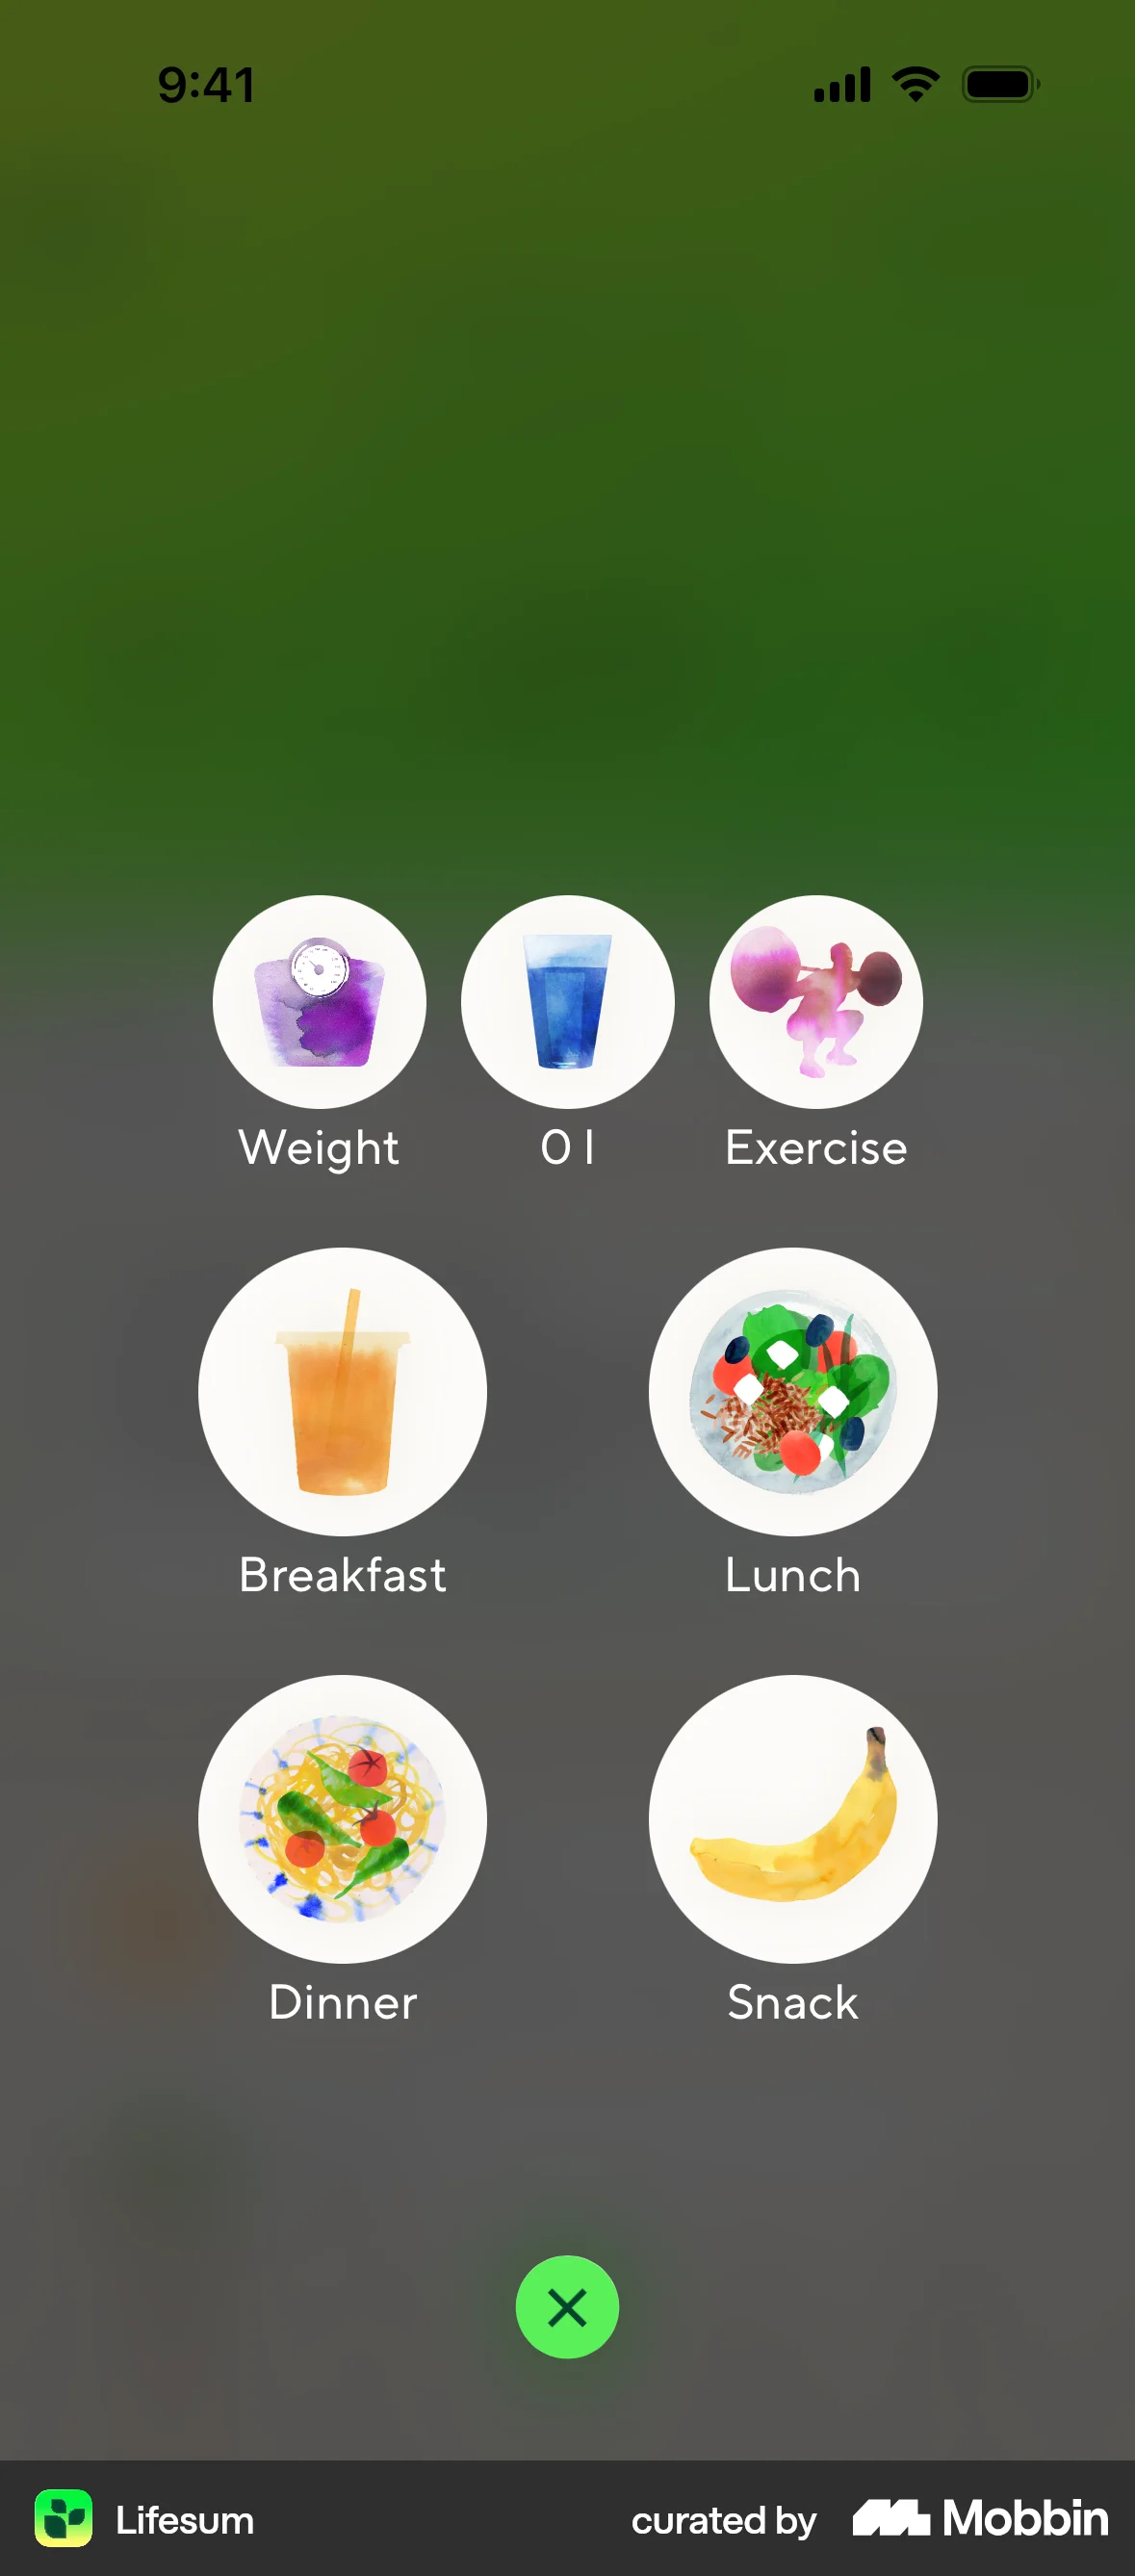 9:41
Weight
0 l
Exercise
Breakfast
Lunch
Dinner
Snack
Lifesum
curated by Mobbin